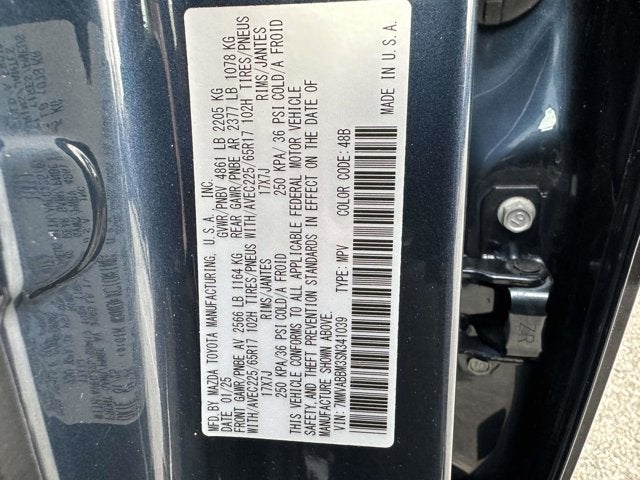 MFD.BY MAZDA TOYOTA MANUFACTURING, U.S.A., INC.
DATE 01/25 GVWR/PNBV 4861 LB 2205 KG
FRONT GAWR/PNBE AV 2566 LB 1164 KG REAR GAWR/PNBE AR 2377 LB 1078 KG
WITH/AVEC225/65R17 102H TIRES/PNEUS WITH/AVEC225/65R17 102H TIRES/PNEUS
17X7J RIMS/JANTES 17X7J RIMS/JANTES
250 KPA/36 PSI COLD/A FROID 250 KPA/ 36 PSI COLD/A FROID
THIS VEHICLE CONFORMS TO ALL APPLICABLE FEDERAL MOTOR VEHICLE
SAFETY AND THEFT PREVENTION STANDARDS IN EFFECT ON THE DATE OF
MANUFACTURE SHOWN ABOVE.
VIN: 7MMVABBM3SN341039 TYPE: MPV COLOR CODE: 48B
MADE IN U.S.A.
ZR